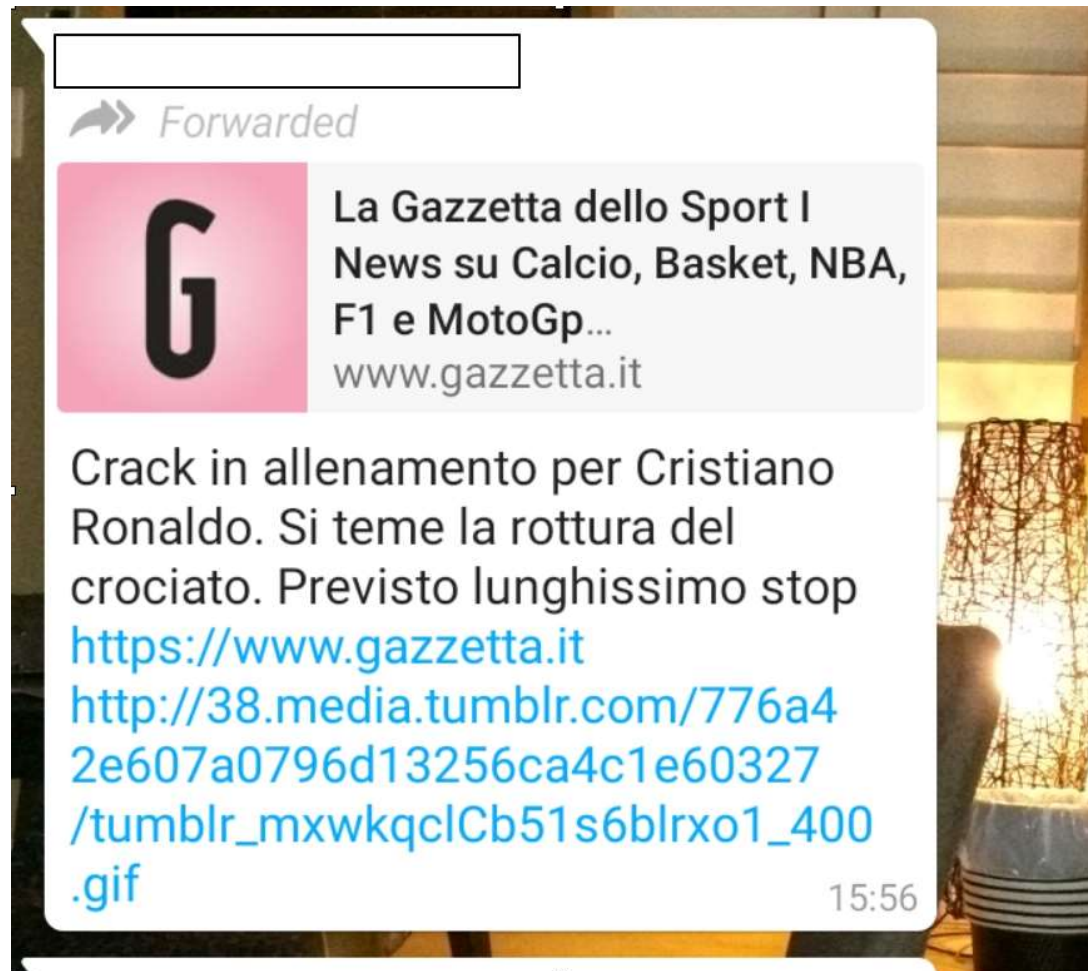 Forwarded
G
La Gazzetta dello Sport I
News su Calcio, Basket, NBA,
F1 e MotoGp...
www.gazzetta.it
Crack in allenamento per Cristiano
Ronaldo. Si teme la rottura del
crociato. Previsto lunghissimo stop
https://www.gazzetta.it
http://38.media.tumblr.com/776a4
2e607a0796d13256ca4c1e60327
/tumblr_mxwkqclCb51s6blrxo1_400
.gif
15:56